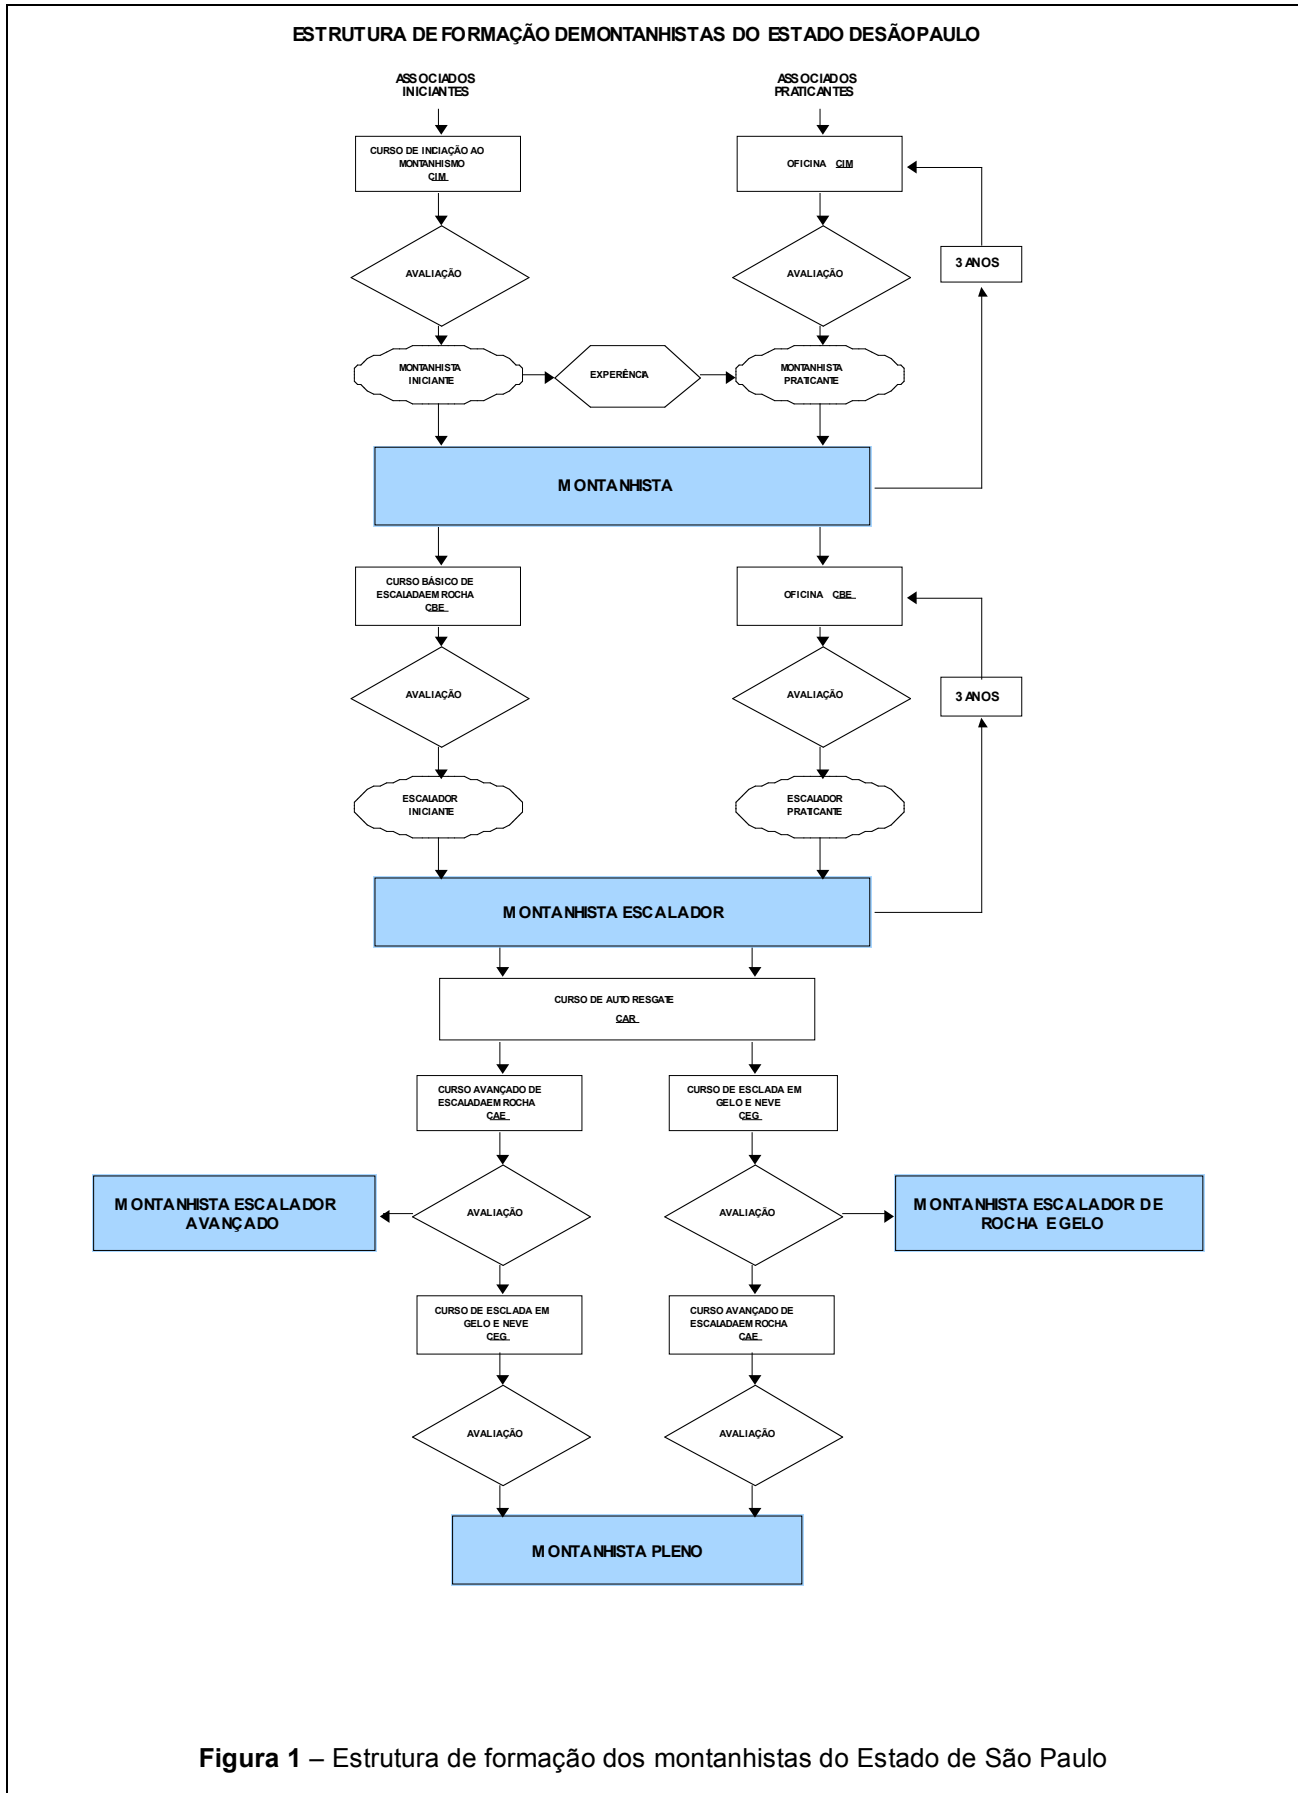 ESTRUTURA DE FORMAÇÃO DEMONTANHISTAS DO ESTADO DESÃO PAULO
ASSOCIADOS
INICIANTES
ASSOCIADOS
PRATICANTES
CURSO DE INICIAÇÃO AO
MONTANHISMO
CIM
OFICINA CIM
AVALIAÇÃO
AVALIAÇÃO
3 ANOS
MONTANHISTA
INICIANTE
EXPERÊNCIA
MONTANHISTA
PRATICANTE
MONTANHISTA
CURSO BÁSICO DE
ESCALADAEM ROCHA
CBE
OFICINA CBE
AVALIAÇÃO
AVALIAÇÃO
3 ANOS
ESCALADOR
INICIANTE
ESCALADOR
PRATICANTE
MONTANHISTA ESCALADOR
CURSO DE AUTO RESGATE
CAR
CURSO AVANÇADO DE
ESCALADAEM ROCHA
CAE
CURSO DE ESCLADA EM
GELO E NEVE
CEG
MONTANHISTA ESCALADOR
AVANÇADO
AVALIAÇÃO
AVALIAÇÃO
MONTANHISTA ESCALADOR DE
ROCHA E GELO
CURSO DE ESCLADA EM
GELO E NEVE
CEG
CURSO AVANÇADO DE
ESCALADAEM ROCHA
CAE
AVALIAÇÃO
AVALIAÇÃO
MONTANHISTA PLENO
Figura 1 – Estrutura de formação dos montanhistas do Estado de São Paulo